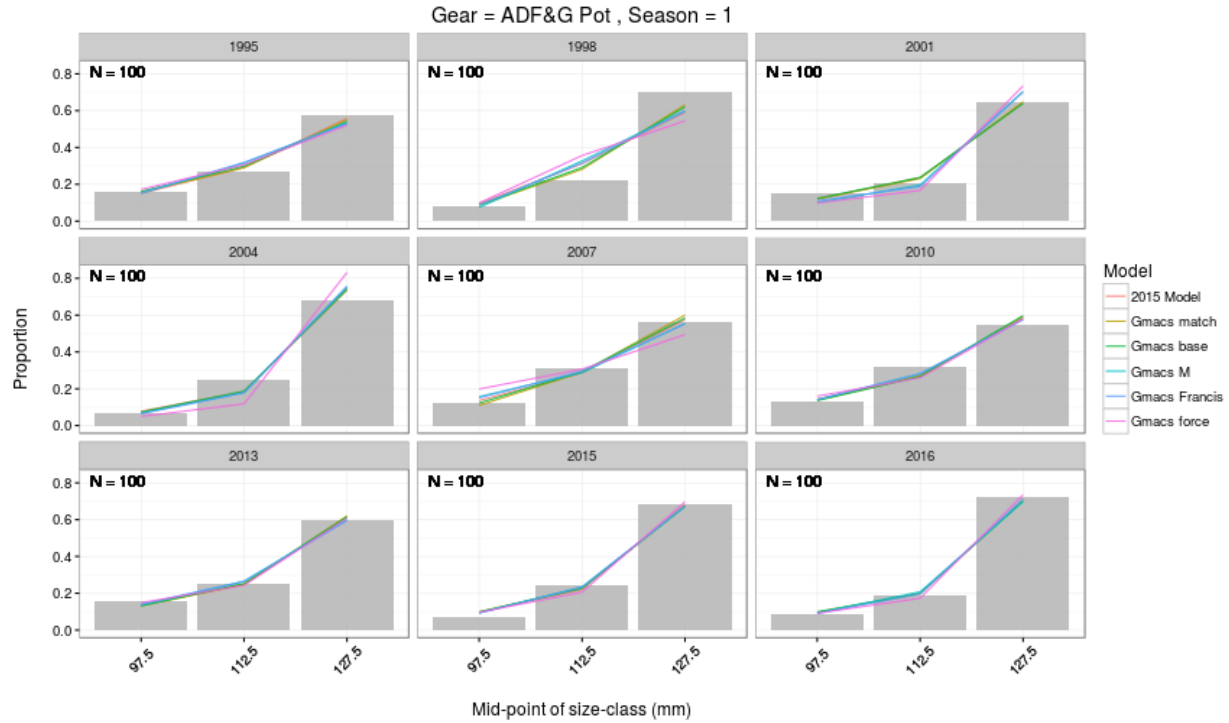 Gear = ADF&G Pot , Season = 1
1995 1998 2001
N = 100 N = 100 N = 100
0.8
0.6
0.4
0.2
0.0
2004 2007 2010
N = 100 N = 100 N = 100
0.8
0.6
0.4
0.2
0.0
2013 2015 2016
N = 100 N = 100 N = 100
0.8
0.6
0.4
0.2
0.0
97.5 112.5 127.5 97.5 112.5 127.5 97.5 112.5 127.5
Mid-point of size-class (mm)
Proportion
Model
2015 Model
Gmacs match
Gmacs base
Gmacs M
Gmacs Francis
Gmacs force